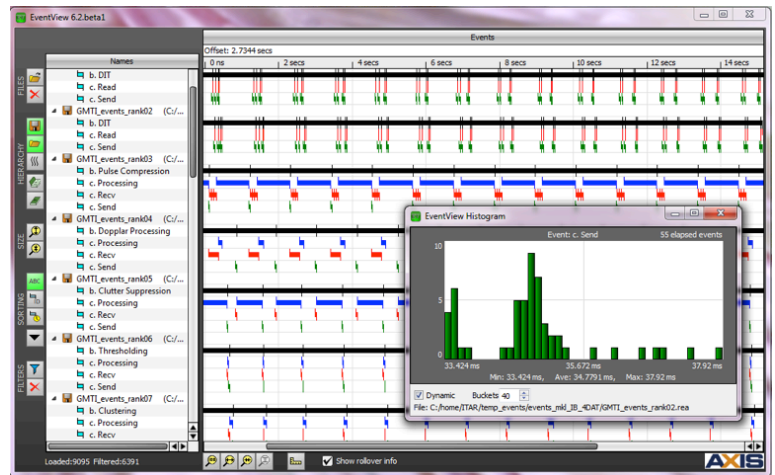 EventView 6.2.beta1
Events
Names
Offset: 2.7344 secs
0 ns 2 secs 4 secs 6 secs 8 secs 10 secs 12 secs 14 secs
FILES
HIERARCHY
SIZE
SORTING
FILTERS
ABC
b. DIT
c. Read
c. Send
GMTI_events_rank02 (C:/...
b. DIT
c. Read
c. Send
GMTI_events_rank03 (C:/...
b. Pulse Compression
c. Processing
c. Recv
c. Send
GMTI_events_rank04 (C:/...
b. Dopplar Processing
c. Processing
c. Recv
c. Send
GMTI_events_rank05 (C:/...
b. Clutter Suppression
c. Processing
c. Recv
c. Send
GMTI_events_rank06 (C:/...
b. Thresholding
c. Processing
c. Recv
c. Send
GMTI_events_rank07 (C:/...
b. Clustering
c. Processing
c. Recv
EventView Histogram
Event: c. Send 55 elapsed events
10
5
0
33.424 ms 35.672 ms 37.92 ms
Min: 33.424 ms, Ave: 34.7791 ms, Max: 37.92 ms
Dynamic Buckets 40
File: C:/home/ITAR/temp_events/events_mkl_IB_4DAT/GMTI_events_rank02.rea
Loaded:9095 Filtered:6391
Show rollover info
AXIS